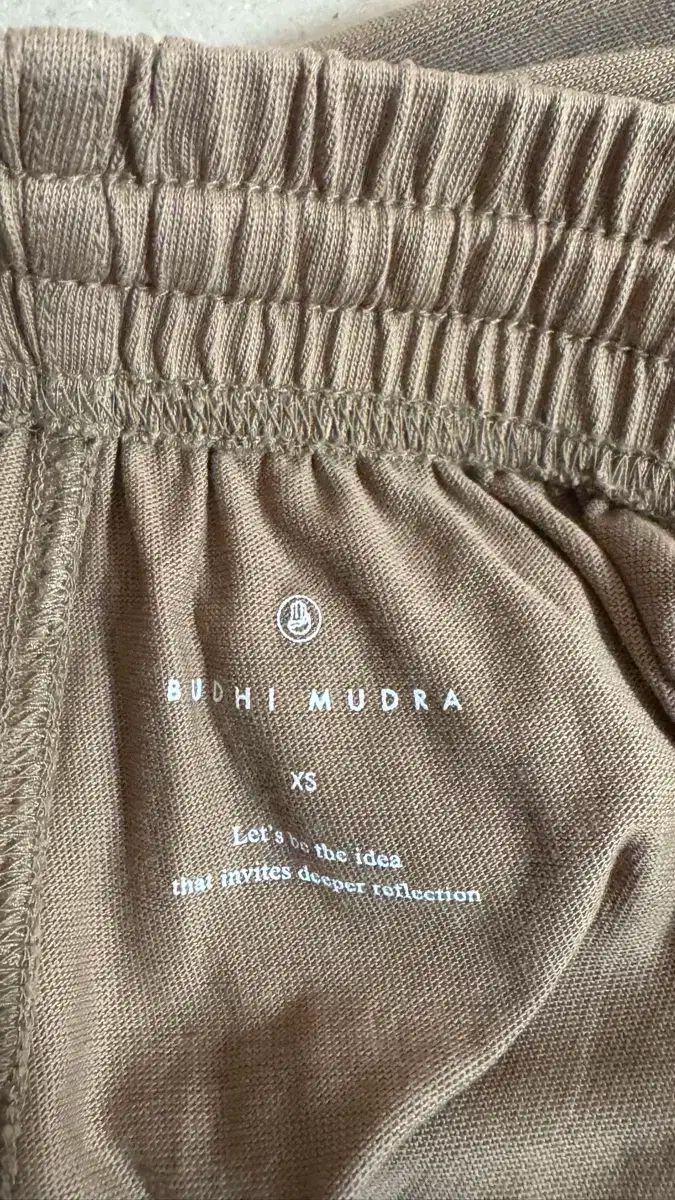 BUDHI MUDRA
XS
Let's be the idea
that invites deeper reflection